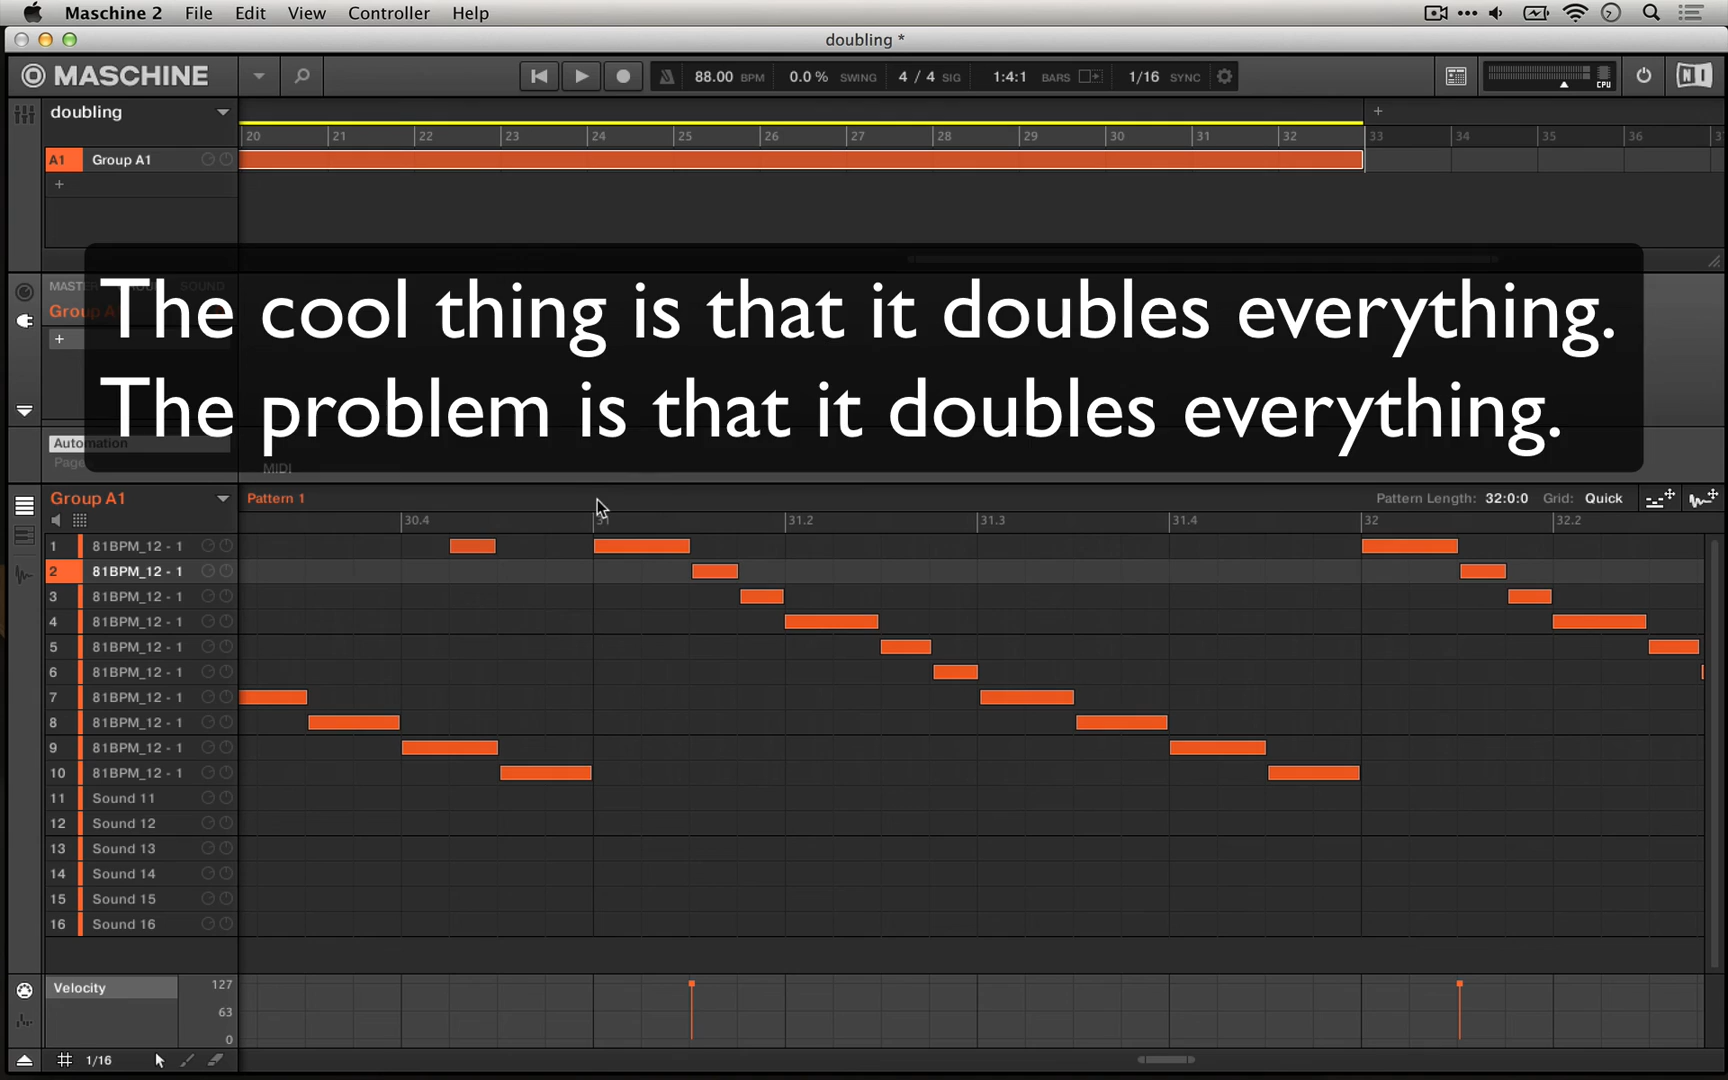 Maschine 2 File Edit View Controller Help
doubling *
MASCHINE 88.00 BPM 0.0 % SWING 4 / 4 SIG 1:4:1 BARS 1/16 SYNC CPU
doubling
20 21 22 23 24 25 26 27 28 29 30 31 32 33 34 35 36
A1 Group A1
The cool thing is that it doubles everything.
The problem is that it doubles everything.
Automation
MIDI
Group A1 Pattern 1 Pattern Length: 32:0:0 Grid: Quick
30.4 31 31.2 31.3 31.4 32 32.2
1 81BPM_12 - 1
2 81BPM_12 - 1
3 81BPM_12 - 1
4 81BPM_12 - 1
5 81BPM_12 - 1
6 81BPM_12 - 1
7 81BPM_12 - 1
8 81BPM_12 - 1
9 81BPM_12 - 1
10 81BPM_12 - 1
11 Sound 11
12 Sound 12
13 Sound 13
14 Sound 14
15 Sound 15
16 Sound 16
Velocity 127
63
0
1/16